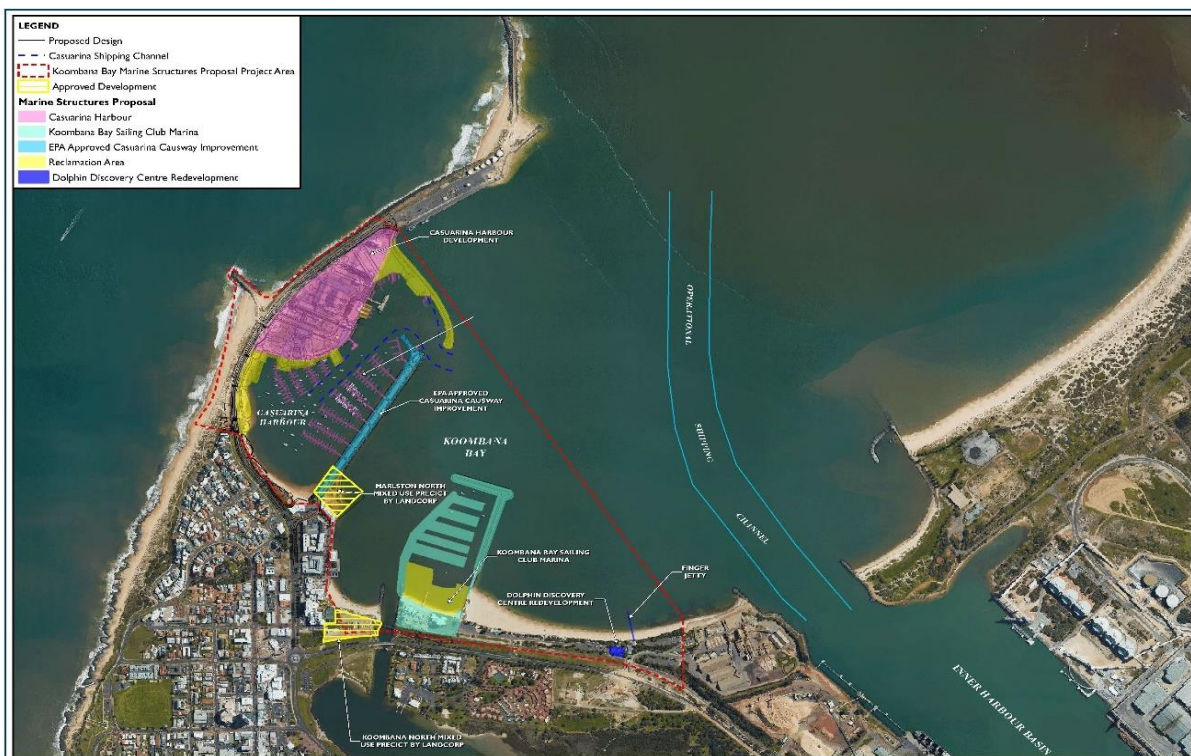 LEGEND
Proposed Design
Casuarina Shipping Channel
Koombana Bay Marine Structures Proposal Project Area
Approved Development
Marine Structures Proposal
Casuarina Harbour
Koombana Bay Sailing Club Marina
EPA Approved Casuarina Causway Improvement
Reclamation Area
Dolphin Discovery Centre Redevelopment
CASUARINA HARBOUR
DEVELOPMENT
OPERATIONAL
SHIPPING
CHANNEL
EPA APPROVED
CASUARINA CAUSWAY
IMPROVEMENT
CASUARINA
HARBOUR
KOOMBANA
BAY
MARLSTON NORTH
MIXED USE PRECICT
BY LANDCORP
KOOMBANA BAY SAILING
CLUB MARINA
FINGER
JETTY
DOLPHIN DISCOVERY
CENTRE REDEVELOPMENT
INNER HARBOUR BASIN
KOOMBANA NORTH MIXED
USE PRECICT BY LANDCORP